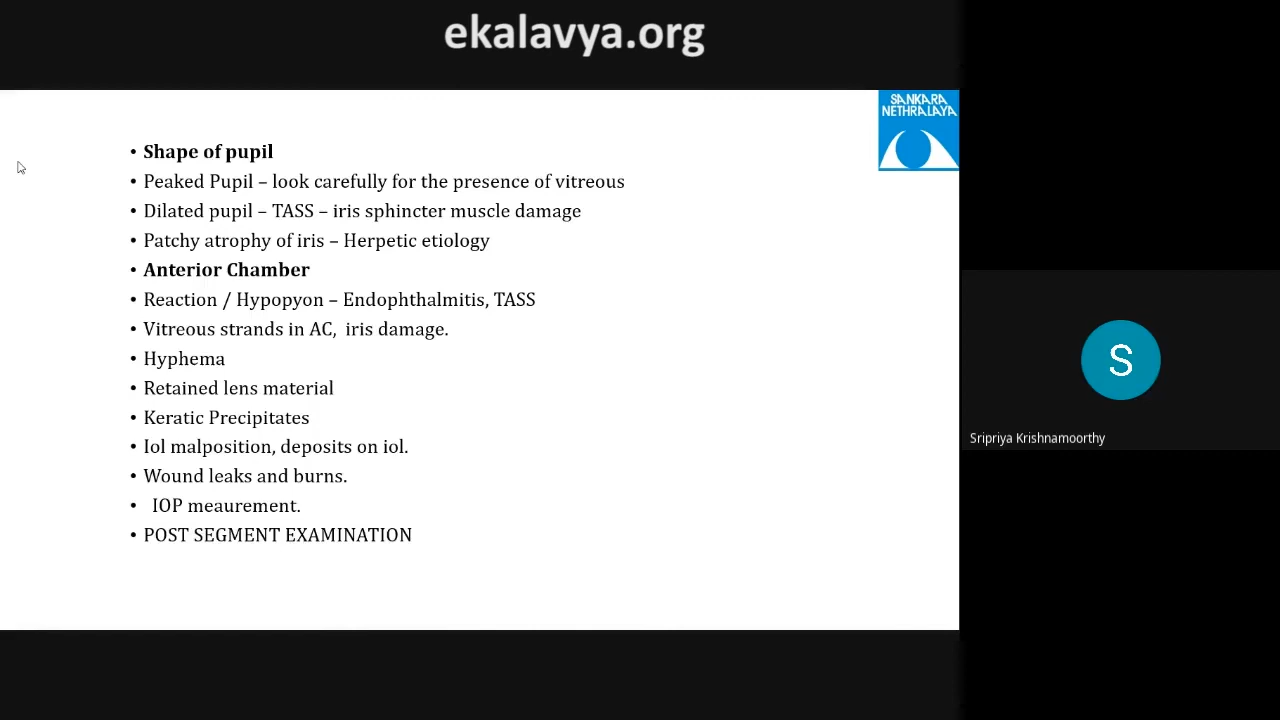 ekalavya.org
SANKARA
NETHRALAYA
• Shape of pupil
• Peaked Pupil – look carefully for the presence of vitreous
• Dilated pupil – TASS – iris sphincter muscle damage
• Patchy atrophy of iris – Herpetic etiology
• Anterior Chamber
• Reaction / Hypopyon – Endophthalmitis, TASS
• Vitreous strands in AC,  iris damage.
• Hyphema
• Retained lens material
• Keratic Precipitates
• Iol malposition, deposits on iol.
• Wound leaks and burns.
•  IOP meaurement.
• POST SEGMENT EXAMINATION
S
Sripriya Krishnamoorthy